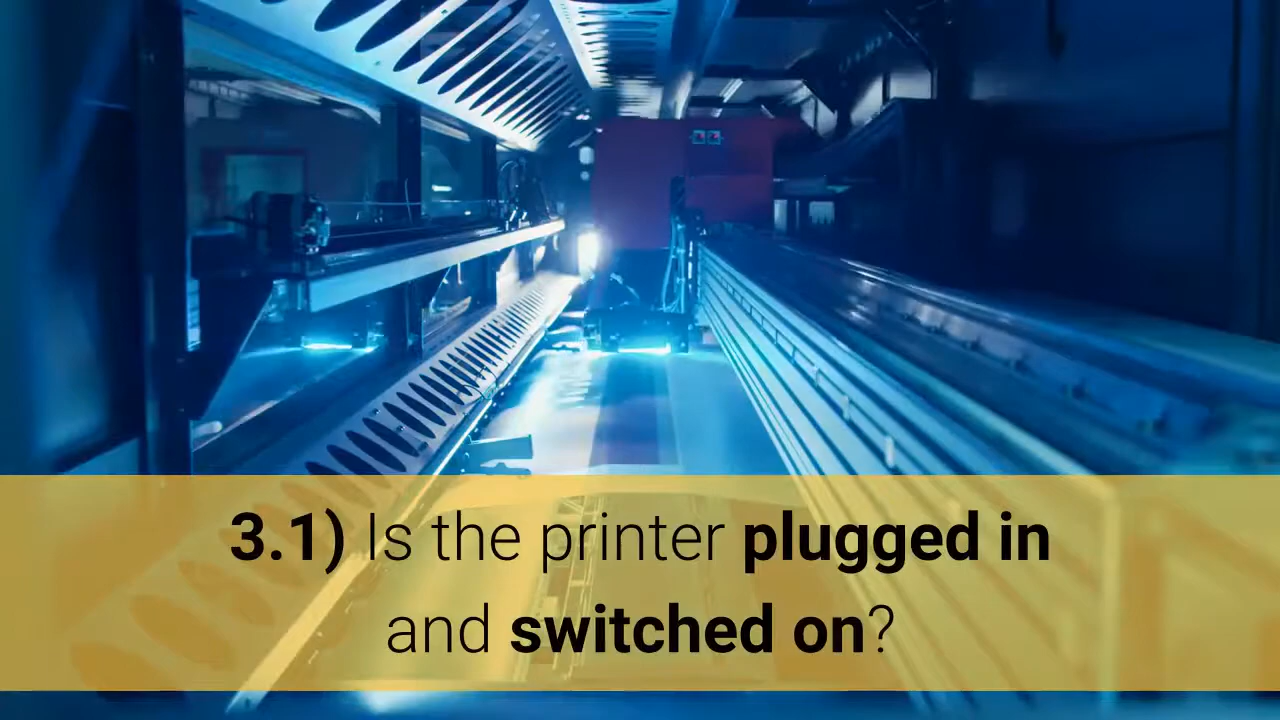 3.1) Is the printer plugged in
and switched on?